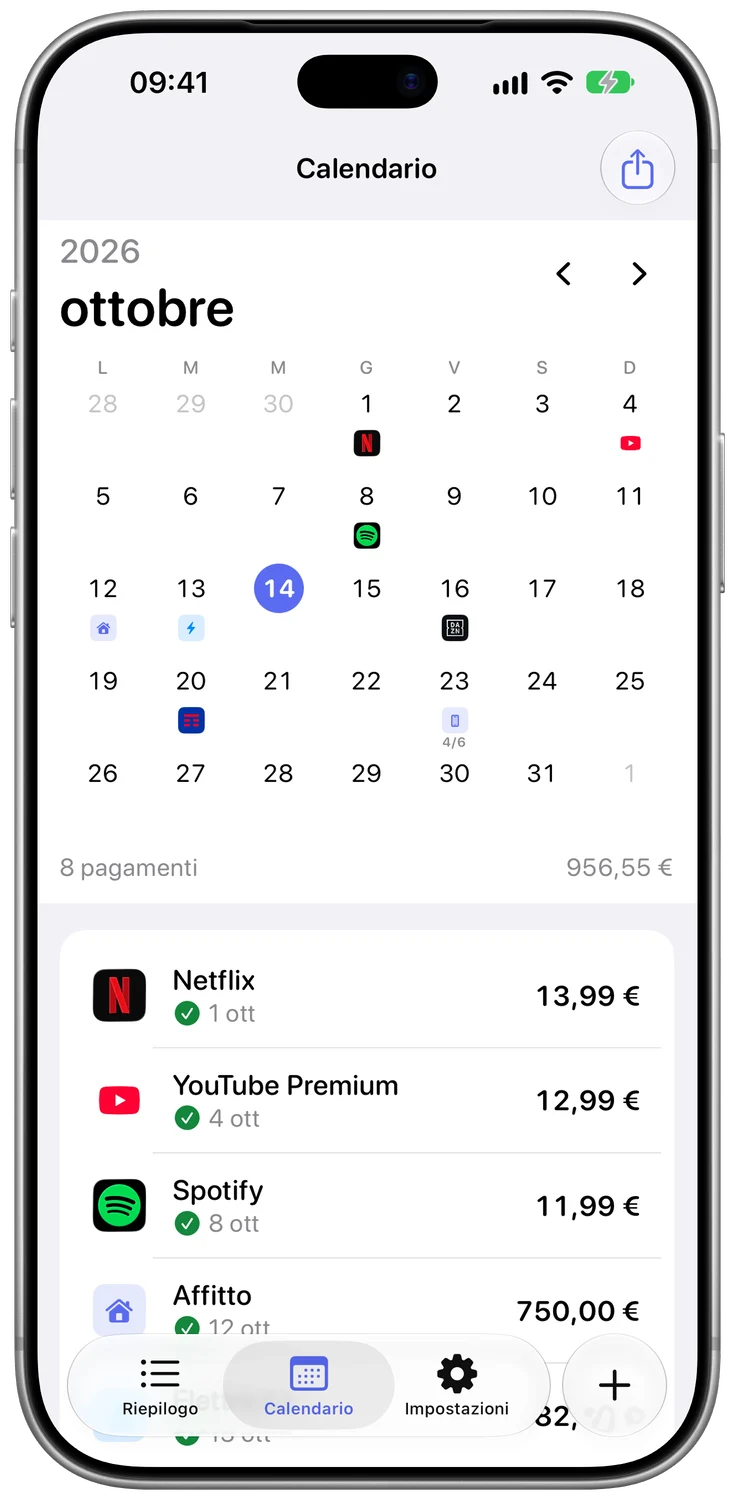 09:41
Calendario
2026
ottobre
L M M G V S D
28 29 30 1 2 3 4
N
5 6 7 8 9 10 11
12 13 14 15 16 17 18
DAZN
19 20 21 22 23 24 25
4/6
26 27 28 29 30 31 1
8 pagamenti 956,55 €
N
Netflix
1 ott
13,99 €
YouTube Premium
4 ott
12,99 €
Spotify
8 ott
11,99 €
Affitto
12 ott
750,00 €
13 ott
Riepilogo Calendario Impostazioni